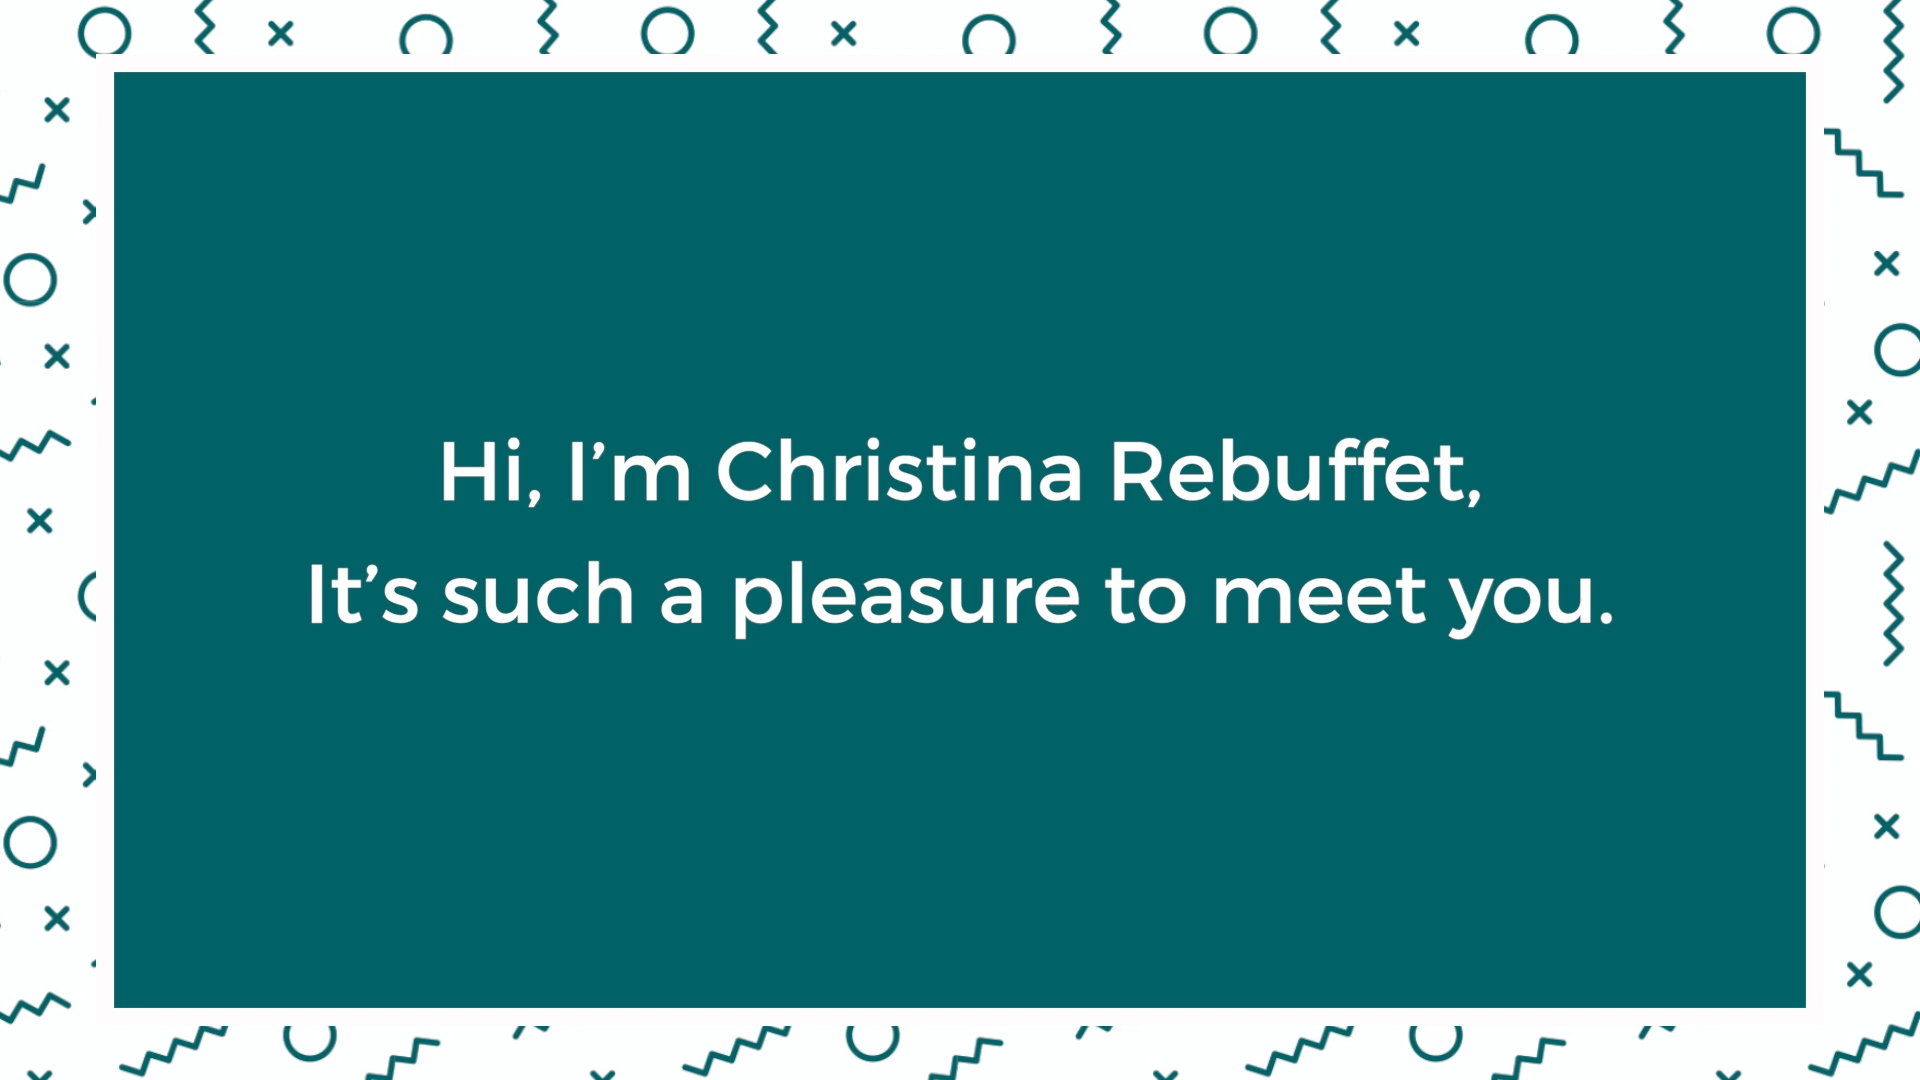 Hi, I’m Christina Rebuffet,
It’s such a pleasure to meet you.